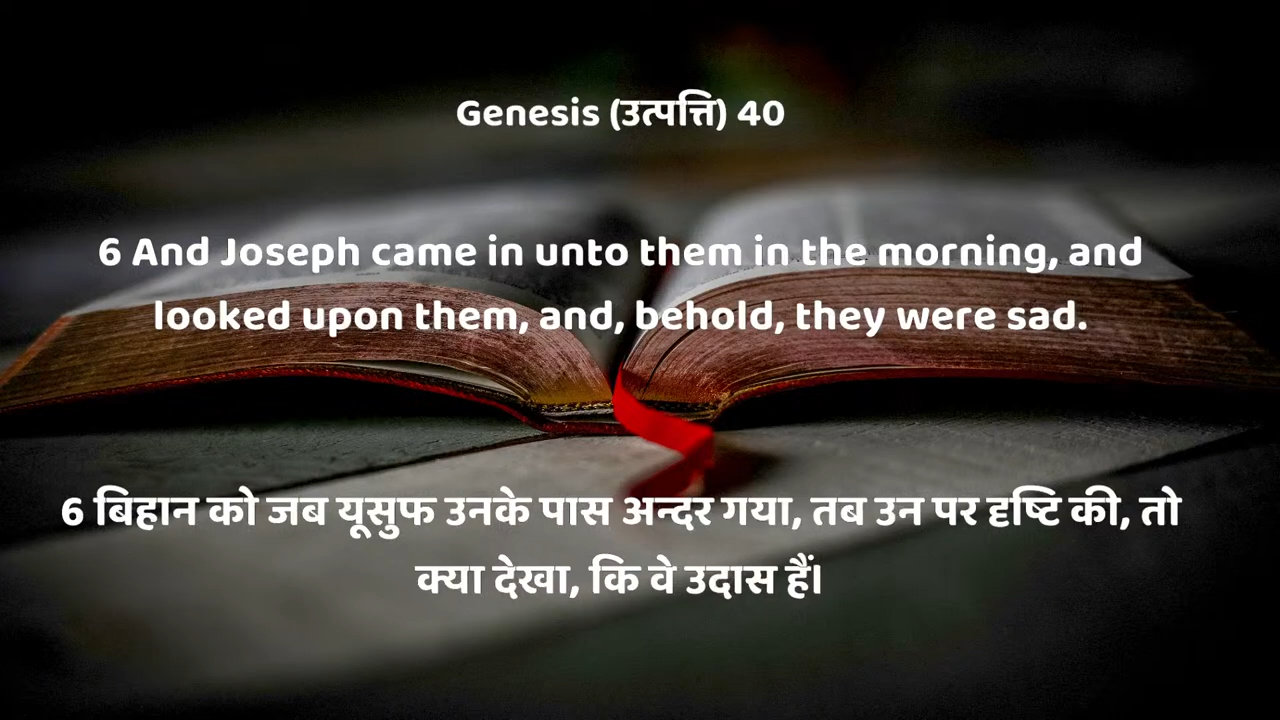 Genesis (उत्पत्ति) 40
6 And Joseph came in unto them in the morning, and
looked upon them, and, behold, they were sad.
6 बिहान को जब यूसुफ उनके पास अन्दर गया, तब उन पर दृष्टि की, तो
क्या देखा, कि वे उदास हैं।